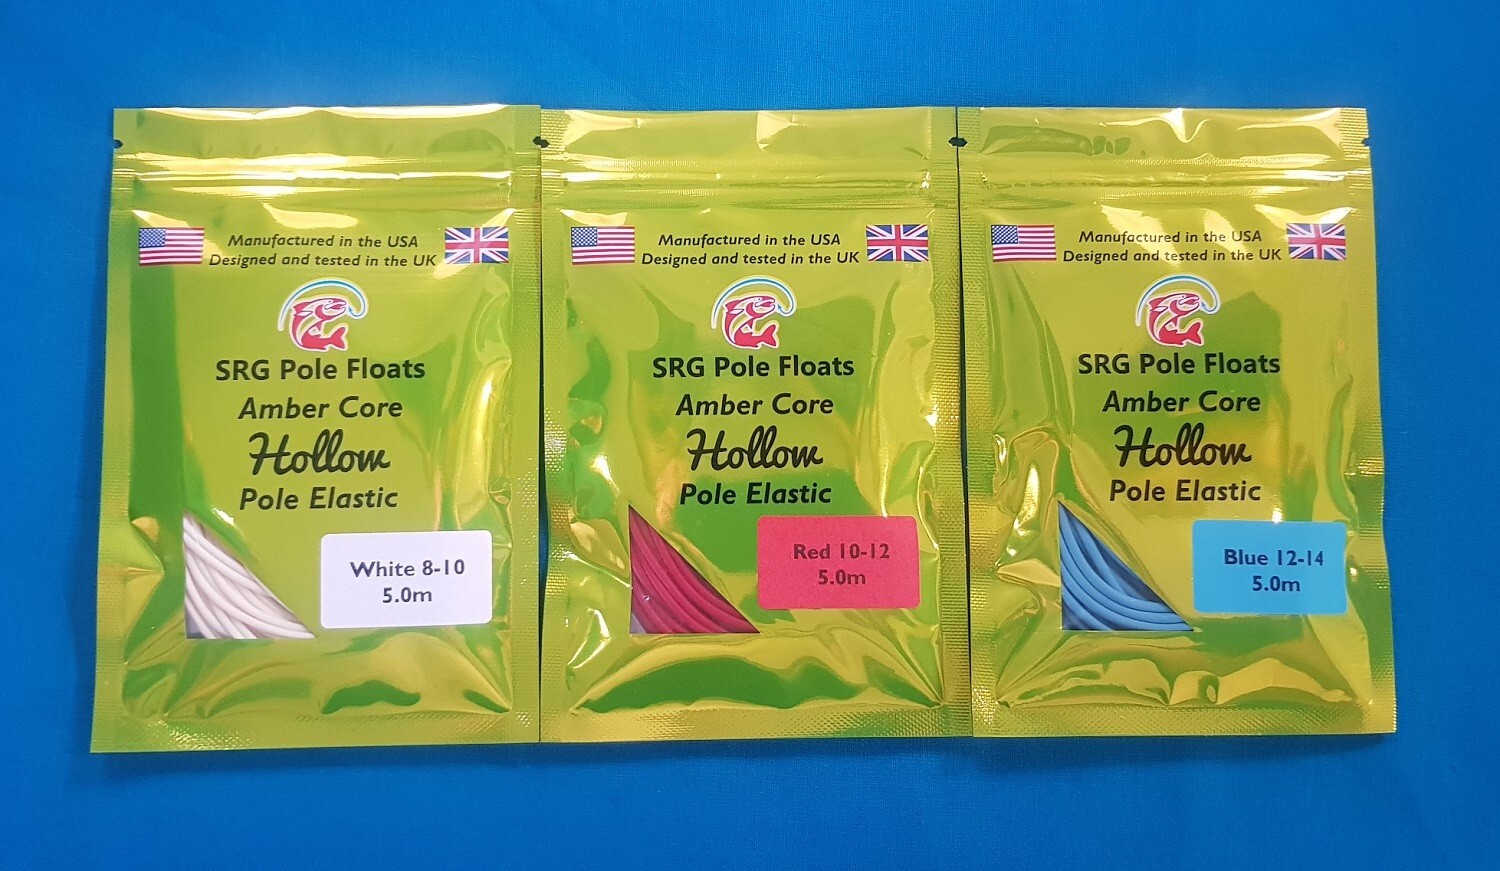 Manufactured in the USA
Designed and tested in the UK
SRG Pole Floats
Amber Core
Hollow
Pole Elastic
White 8-10
5.0m
Manufactured in the USA
Designed and tested in the UK
SRG Pole Floats
Amber Core
Hollow
Pole Elastic
Red 10-12
5.0m
Manufactured in the USA
Designed and tested in the UK
SRG Pole Floats
Amber Core
Hollow
Pole Elastic
Blue 12-14
5.0m